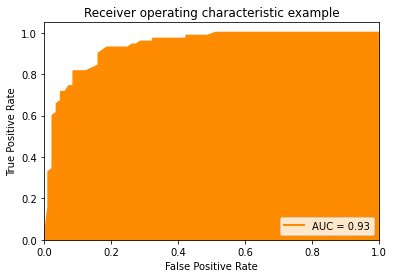 Receiver operating characteristic example
True Positive Rate
1.0
0.8
0.6
0.4
0.2
0.0
AUC = 0.93
0.0 0.2 0.4 0.6 0.8 1.0
False Positive Rate